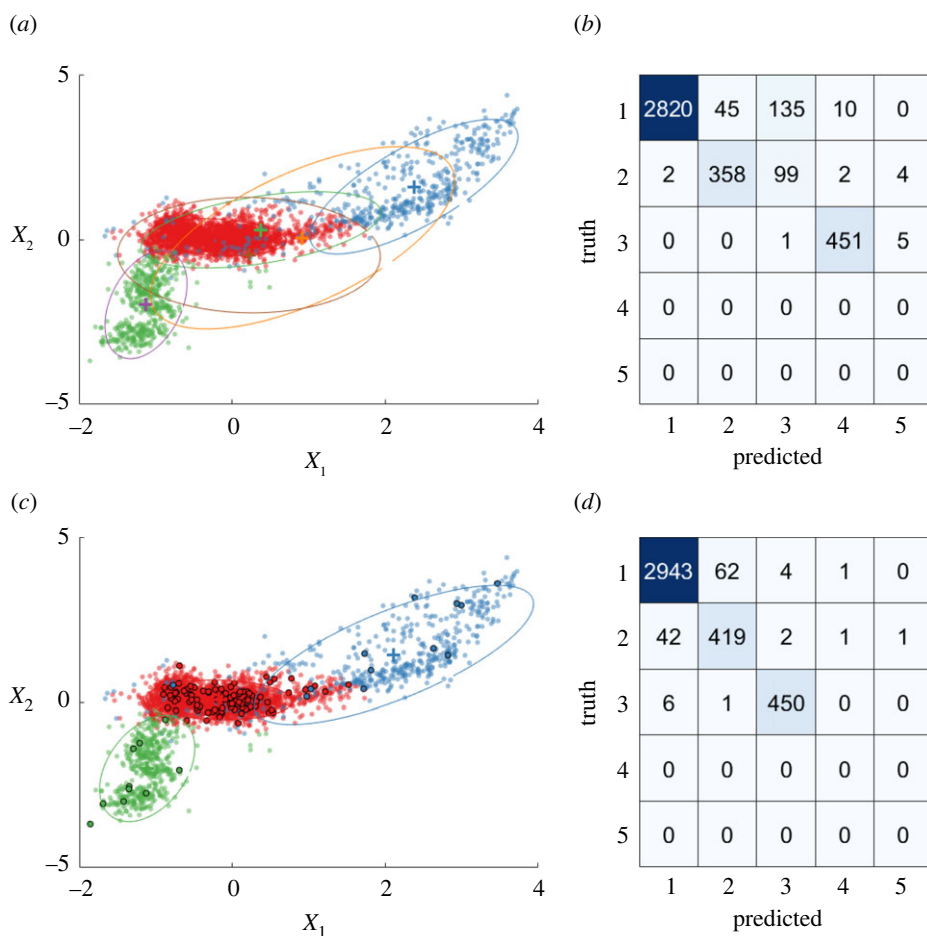 (a)
5
X2
0
−5
−2 0 2 4
X1
(b)
1 2820 45 135 10 0
2 2 358 99 2 4
truth
3 0 0 1 451 5
4 0 0 0 0 0
5 0 0 0 0 0
1 2 3 4 5
predicted
(c)
5
X2
0
−5
−2 0 2 4
X1
(d)
1 2943 62 4 1 0
2 42 419 2 1 1
truth
3 6 1 450 0 0
4 0 0 0 0 0
5 0 0 0 0 0
1 2 3 4 5
predicted